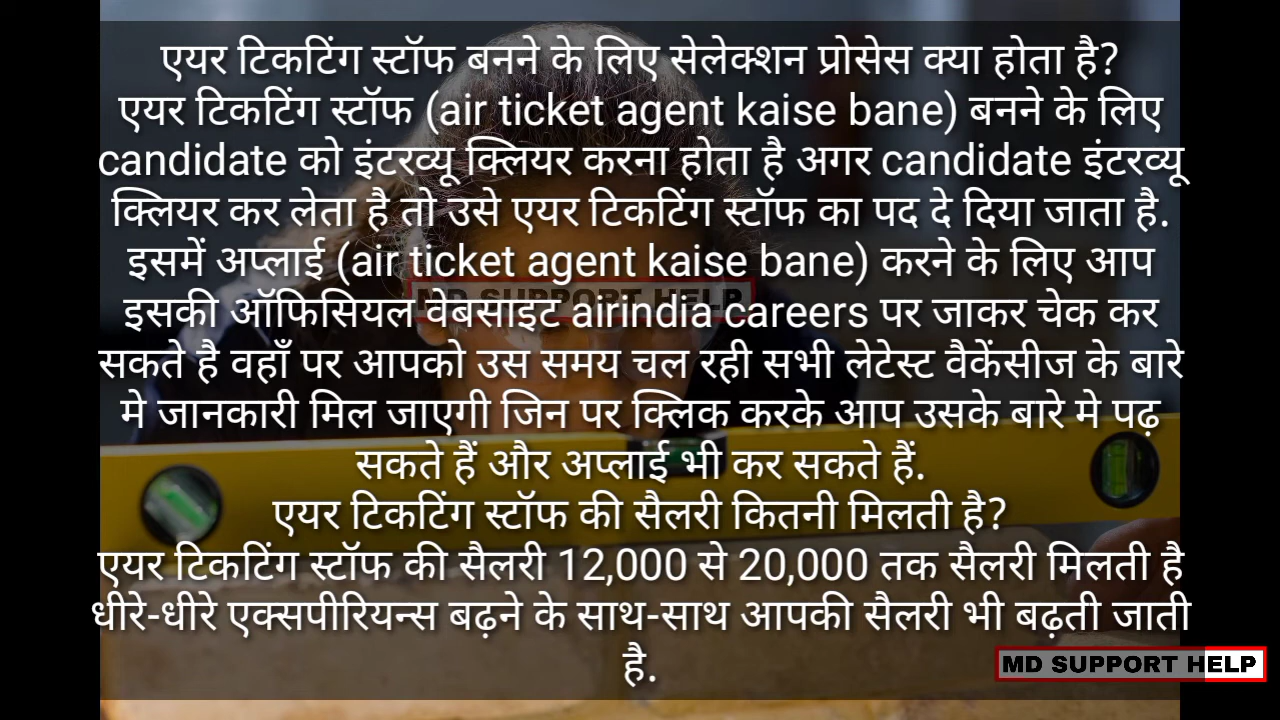 एयर टिकटिंग स्टॉफ बनने के लिए सेलेक्शन प्रोसेस क्या होता है?
एयर टिकटिंग स्टॉफ (air ticket agent kaise bane) बनने के लिए
candidate को इंटरव्यू क्लियर करना होता है अगर candidate इंटरव्यू
क्लियर कर लेता है तो उसे एयर टिकटिंग स्टॉफ का पद दे दिया जाता है.
इसमें अप्लाई (air ticket agent kaise bane) करने के लिए आप
MD SUPPORT HELP
इसकी ऑफिसियल वेबसाइट airindia careers पर जाकर चेक कर
सकते है वहाँ पर आपको उस समय चल रही सभी लेटेस्ट वैकेंसीज के बारे
मे जानकारी मिल जाएगी जिन पर क्लिक करके आप उसके बारे मे पढ़
सकते हैं और अप्लाई भी कर सकते हैं.
एयर टिकटिंग स्टॉफ की सैलरी कितनी मिलती है?
एयर टिकटिंग स्टॉफ की सैलरी 12,000 से 20,000 तक सैलरी मिलती है
धीरे-धीरे एक्सपीरियन्स बढ़ने के साथ-साथ आपकी सैलरी भी बढ़ती जाती
है.
MD SUPPORT HELP